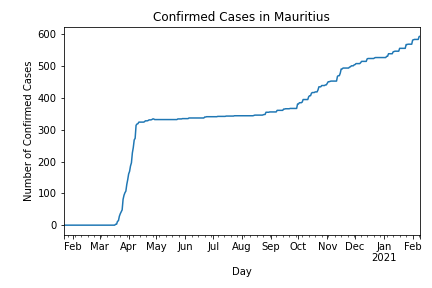 Confirmed Cases in Mauritius
600
500
400
300
200
100
0
Number of Confirmed Cases
Feb Mar Apr May Jun Jul Aug Sep Oct Nov Dec Jan Feb
2021
Day